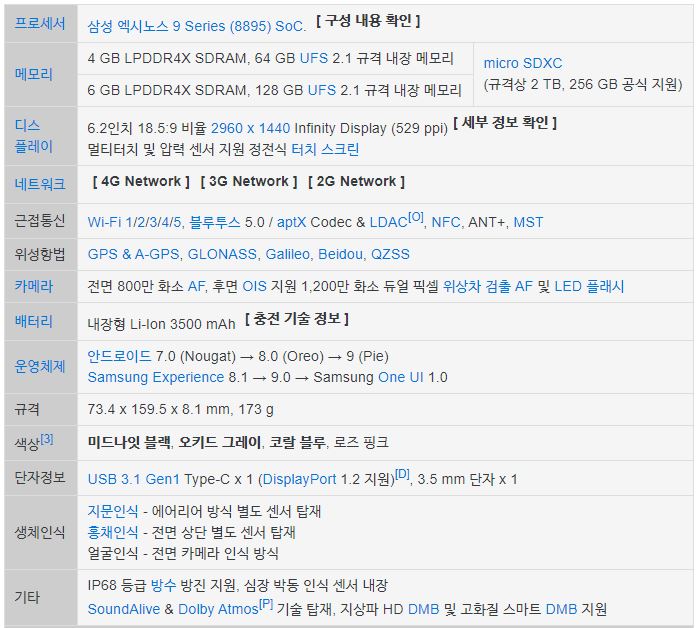 프로세서
삼성 엑시노스 9 Series (8895) SoC. [ 구성 내용 확인 ]
메모리
4 GB LPDDR4X SDRAM, 64 GB UFS 2.1 규격 내장 메모리
6 GB LPDDR4X SDRAM, 128 GB UFS 2.1 규격 내장 메모리
micro SDXC
(규격상 2 TB, 256 GB 공식 지원)
디스
플레이
6.2인치 18.5:9 비율 2960 x 1440 Infinity Display (529 ppi) [ 세부 정보 확인 ]
멀티터치 및 압력 센서 지원 정전식 터치 스크린
네트워크
[ 4G Network ] [ 3G Network ] [ 2G Network ]
근접통신
Wi-Fi 1/2/3/4/5, 블루투스 5.0 / aptX Codec & LDAC[O], NFC, ANT+, MST
위성항법
GPS & A-GPS, GLONASS, Galileo, Beidou, QZSS
카메라
전면 800만 화소 AF, 후면 OIS 지원 1,200만 화소 듀얼 픽셀 위상차 검출 AF 및 LED 플래시
배터리
내장형 Li-Ion 3500 mAh [ 충전 기술 정보 ]
운영체제
안드로이드 7.0 (Nougat) → 8.0 (Oreo) → 9 (Pie)
Samsung Experience 8.1 → 9.0 → Samsung One UI 1.0
규격
73.4 x 159.5 x 8.1 mm, 173 g
색상[3]
미드나잇 블랙, 오키드 그레이, 코랄 블루, 로즈 핑크
단자정보
USB 3.1 Gen1 Type-C x 1 (DisplayPort 1.2 지원)[D], 3.5 mm 단자 x 1
생체인식
지문인식 - 에어리어 방식 별도 센서 탑재
홍채인식 - 전면 상단 별도 센서 탑재
얼굴인식 - 전면 카메라 인식 방식
기타
IP68 등급 방수 방진 지원, 심장 박동 인식 센서 내장
SoundAlive & Dolby Atmos[P] 기술 탑재, 지상파 HD DMB 및 고화질 스마트 DMB 지원